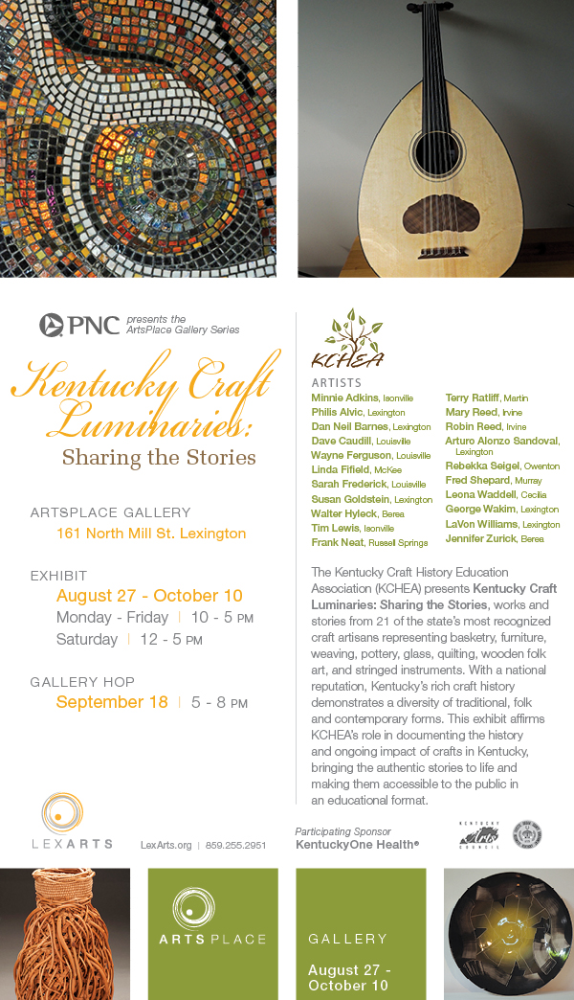 PNC presents the
ArtsPlace Gallery Series
Kentucky Craft
Luminaries:
Sharing the Stories
ARTSPLACE GALLERY
161 North Mill St. Lexington
EXHIBIT
August 27 - October 10
Monday - Friday | 10 - 5 PM
Saturday | 12 - 5 PM
GALLERY HOP
September 18 | 5 - 8 PM
KCHEA
ARTISTS
Minnie Adkins, Isonville
Philis Alvic, Lexington
Dan Neil Barnes, Lexington
Dave Caudill, Louisville
Wayne Ferguson, Louisville
Linda Fifield, McKee
Sarah Frederick, Louisville
Susan Goldstein, Lexington
Walter Hyleck, Berea
Tim Lewis, Isonville
Frank Neat, Russell Springs
Terry Ratliff, Martin
Mary Reed, Irvine
Robin Reed, Irvine
Arturo Alonzo Sandoval,
Lexington
Rebekka Seigel, Owenton
Fred Shepard, Murray
Leona Waddell, Cecilia
George Wakim, Lexington
LaVon Williams, Lexington
Jennifer Zurick, Berea
The Kentucky Craft History Education
Association (KCHEA) presents Kentucky Craft
Luminaries: Sharing the Stories, works and
stories from 21 of the state's most recognized
craft artisans representing basketry, furniture,
weaving, pottery, glass, quilting, wooden folk
art, and stringed instruments. With a national
reputation, Kentucky's rich craft history
demonstrates a diversity of traditional, folk
and contemporary forms. This exhibit affirms
KCHEA's role in documenting the history
and ongoing impact of crafts in Kentucky,
bringing the authentic stories to life and
making them accessible to the public in
an educational format.
LEXARTS
LexArts.org | 859.255.2951
Participating Sponsor
KentuckyOne Health®
KENTUCKY
Arts
COUNCIL
ARTSPLACE
GALLERY
August 27 -
October 10